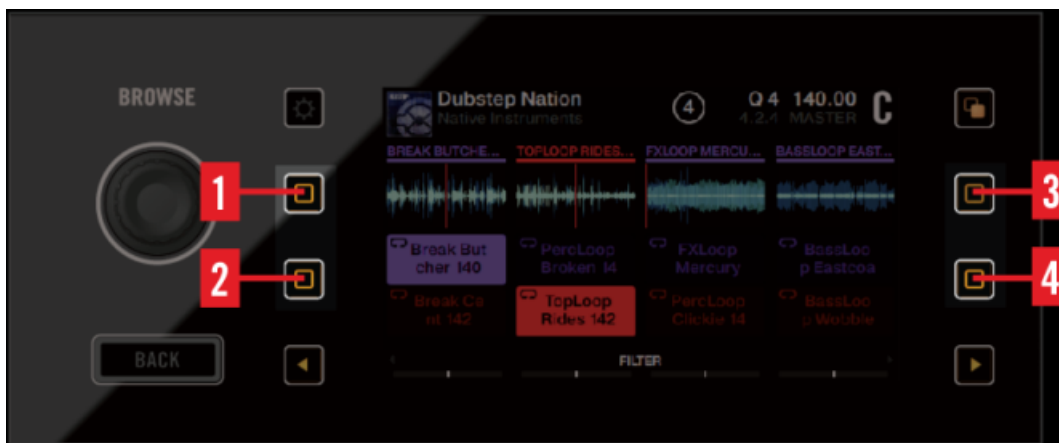 BROWSE
Dubstep Nation
Native Instruments
4
Q 4 140.00
4.2.4 MASTER
C
BREAK BUTCHE... TOPLOOP RIDES... FXLOOP MERCU... BASSLOOP EAST...
1
3
Break But
cher 140
PercLoop
Broken 14
FXLoop
Mercury
BassLoo
p Eastcoa
2
4
Break Ca
nt 142
TopLoop
Rides 142
PercLoop
Clickie 14
BassLoo
p Wobble
BACK
FILTER